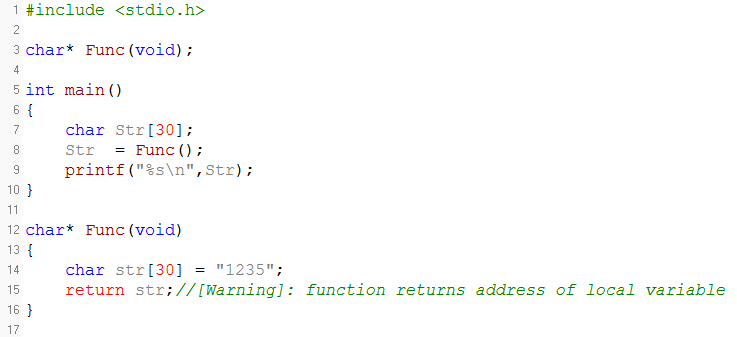 1 #include <stdio.h>
2
3 char* Func(void);
4
5 int main()
6 {
7     char Str[30];
8     Str  = Func();
9     printf("%s\n",Str);
10 }
11
12 char* Func(void)
13 {
14     char str[30] = "1235";
15     return str;//[Warning]: function returns address of local variable
16 }
17